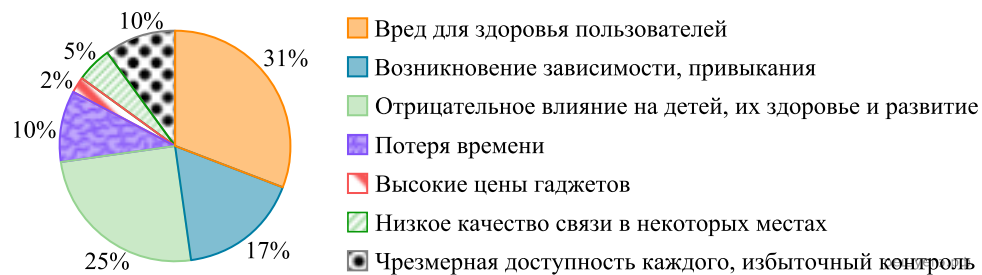 10%
5%
2%
10%
25%
17%
31%
Вред для здоровья пользователей
Возникновение зависимости, привыкания
Отрицательное влияние на детей, их здоровье и развитие
Потеря времени
Высокие цены гаджетов
Низкое качество связи в некоторых местах
Чрезмерная доступность каждого, избыточный контроль